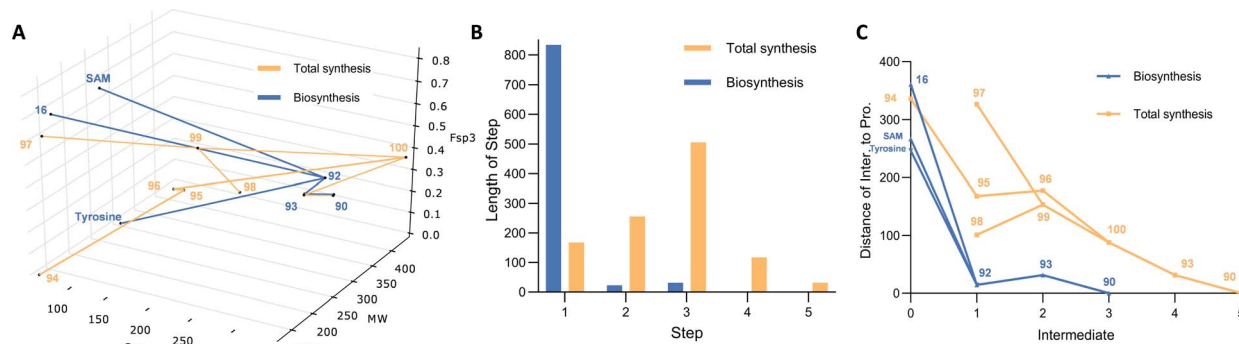 A
SAM
16
97
99
96
95
98
Tyrosine
94
92
93
90
100
Total synthesis
Biosynthesis
0.8
0.7
0.6
0.5
Fsp3
0.4
0.3
0.2
0.1
0.0
400
350
300
MW
250
200
100
150
200
250
B
Total synthesis
Biosynthesis
Length of Step
800
700
600
500
400
300
200
100
0
1 2 3 4 5
Step
C
Biosynthesis
Total synthesis
Distance of Inter. to Pro.
400
300
200
100
0
16
94
97
SAM
Tyrosine
95
96
98
99
100
92
93
90
93
90
0 1 2 3 4 5
Intermediate